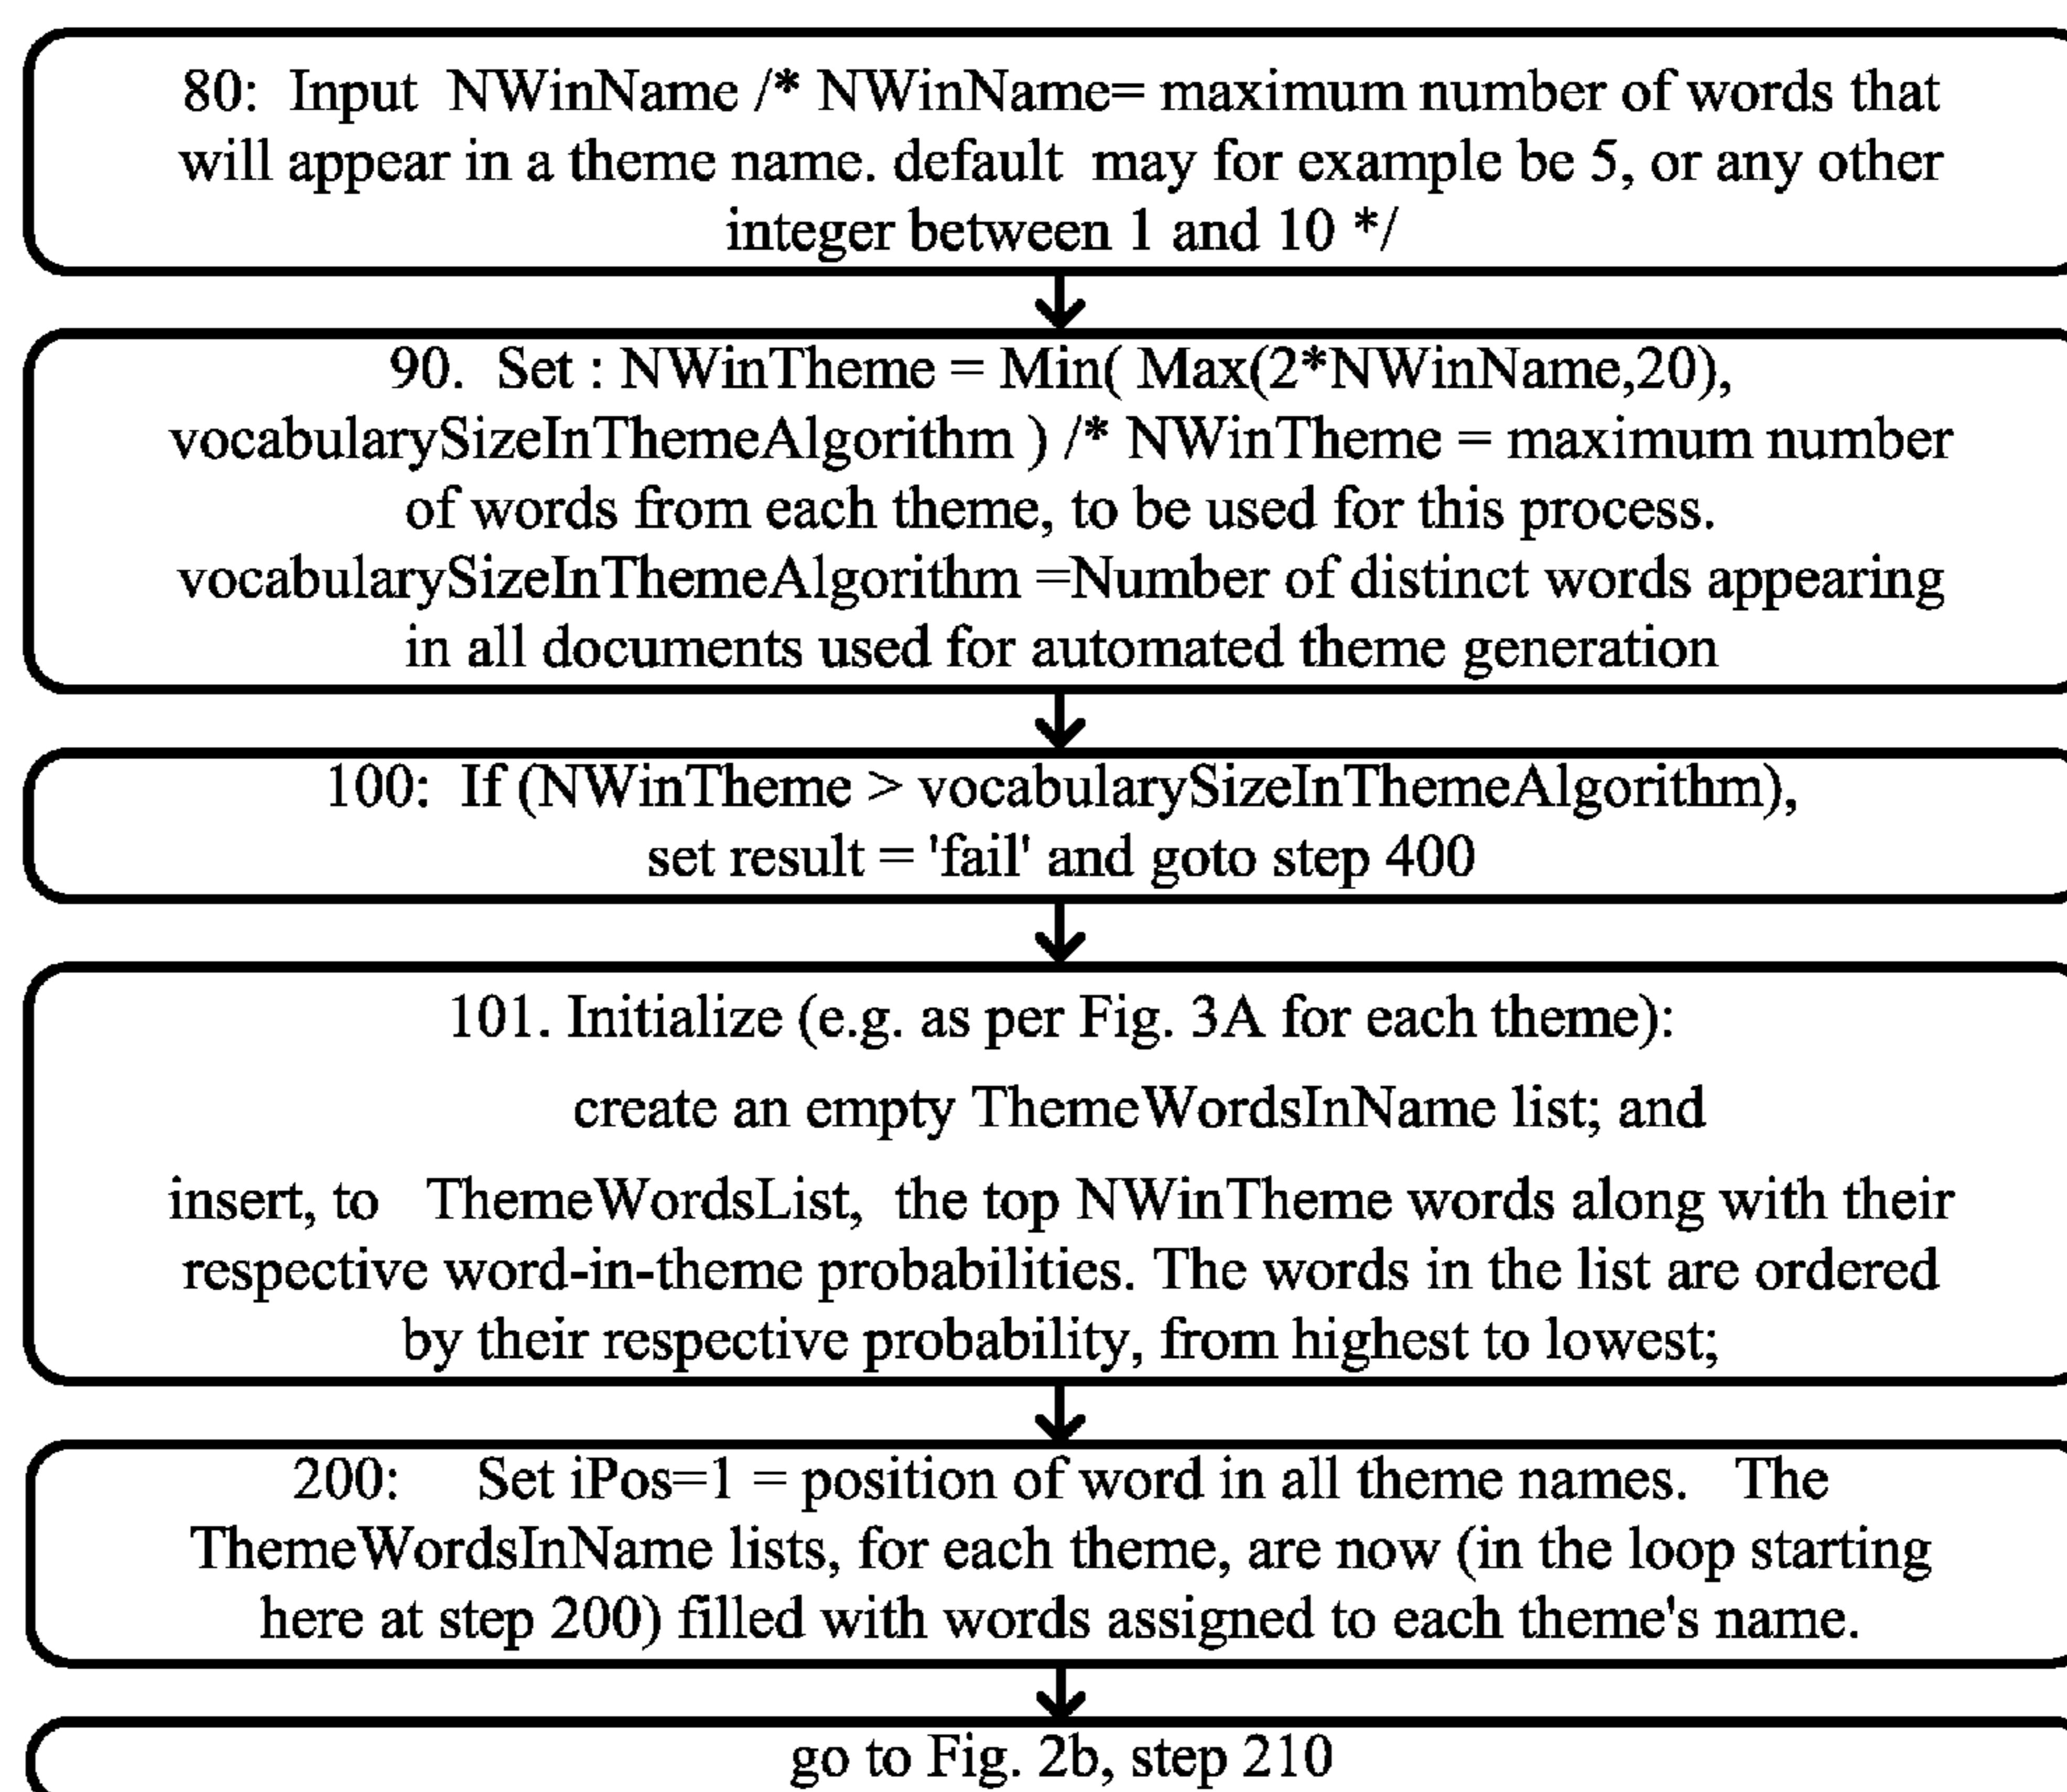 80: Input NWinName /* NWinName= maximum number of words that
will appear in a theme name. default may for example be 5, or any other
integer between 1 and 10 */
90. Set : NWinTheme = Min( Max(2*NWinName,20),
vocabularySizeInThemeAlgorithm ) /* NWinTheme = maximum number
of words from each theme, to be used for this process.
vocabularySizeInThemeAlgorithm =Number of distinct words appearing
in all documents used for automated theme generation
100: If (NWinTheme > vocabularySizeInThemeAlgorithm),
set result = 'fail' and goto step 400
101. Initialize (e.g. as per Fig. 3A for each theme):
create an empty ThemeWordsInName list; and
insert, to ThemeWordsList, the top NWinTheme words along with their
respective word-in-theme probabilities. The words in the list are ordered
by their respective probability, from highest to lowest;
200: Set iPos=1 = position of word in all theme names. The
ThemeWordsInName lists, for each theme, are now (in the loop starting
here at step 200) filled with words assigned to each theme's name.
go to Fig. 2b, step 210